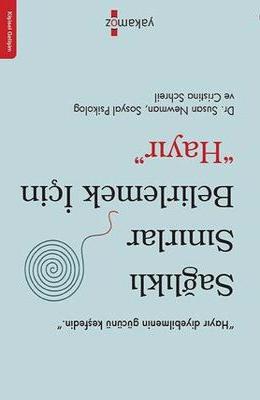 "Hayır diyebilmenin gücünü keşfedin."
Sağlıklı
Sınırlar
Belirlemek İçin
"Hayır"
Dr. Susan Newman, Sosyal Psikolog
ve Cristina Schreil
yakamoz
Kişisel Gelişim